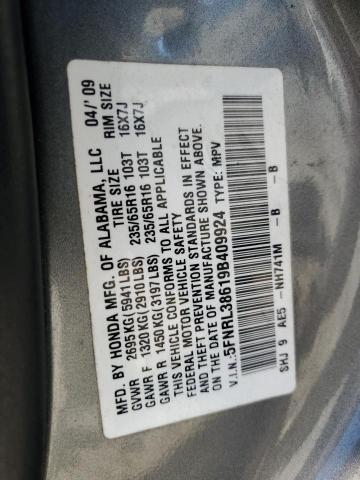 MFG. BY HONDA MFG. OF ALABAMA, LLC 04/'09
TIRE SIZE RIM SIZE
GVWR 2695KG(5941LBS) 235/65R16 103T 16X7J
GAWR F 1320KG(2910LBS) 235/65R16 103T 16X7J
GAWR R 1450KG(3197LBS)
THIS VEHICLE CONFORMS TO ALL APPLICABLE
FEDERAL MOTOR VEHICLE SAFETY
AND THEFT PREVENTION STANDARDS IN EFFECT
ON THE DATE OF MANUFACTURE SHOWN ABOVE.
V.I.N.:5FNRL38619B409924 TYPE: MPV
SHJ 9 AE5 -NH741M -B -B